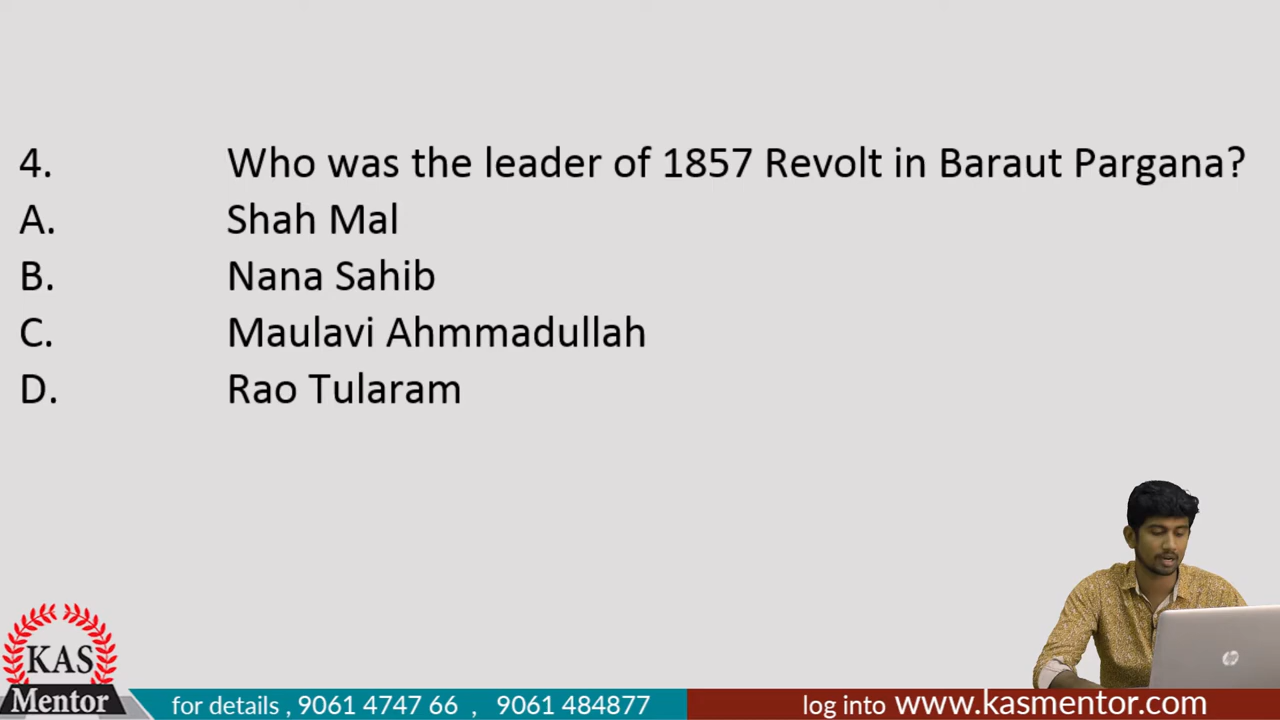 4. Who was the leader of 1857 Revolt in Baraut Pargana?
A. Shah Mal
B. Nana Sahib
C. Maulavi Ahmmadullah
D. Rao Tularam
KAS
Mentor
for details , 9061 4747 66 , 9061 484877
log into www.kasmentor.com
hp